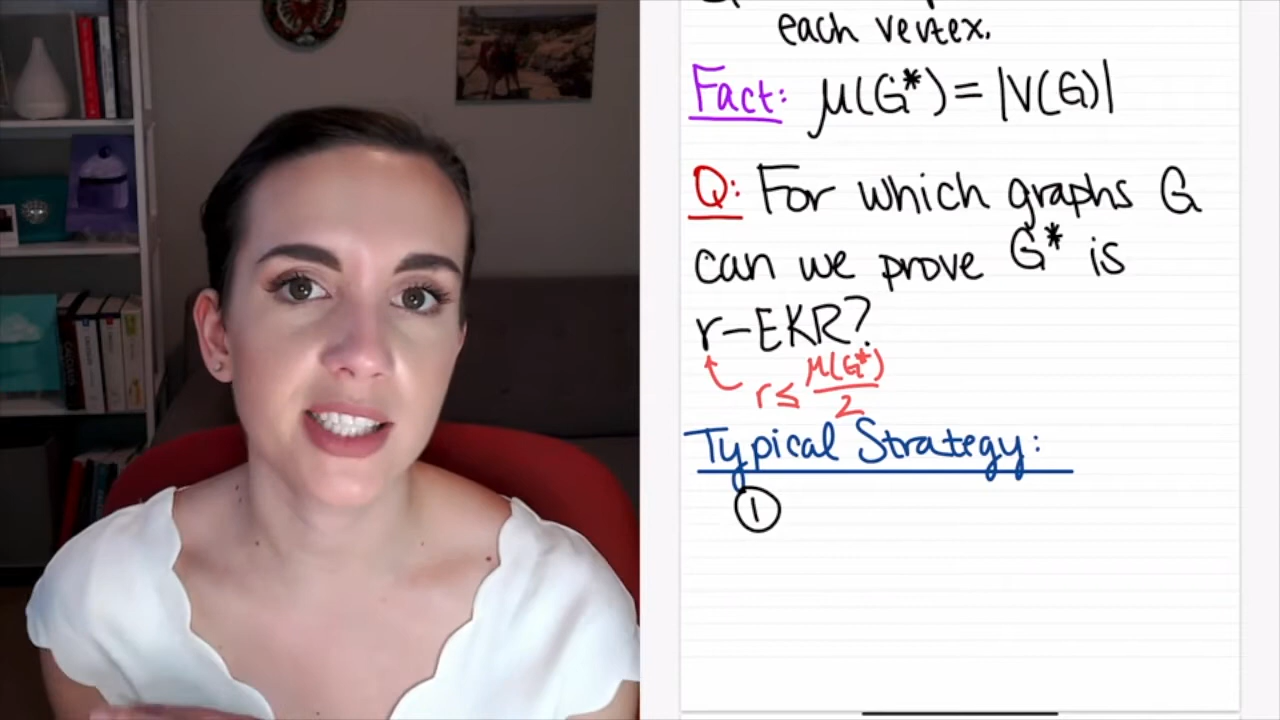 each vertex.
Fact: μ(G*) = |V(G)|
Q: For which graphs G
can we prove G* is
r-EKR?
r ≤ μ(G*)/2
Typical Strategy:
①